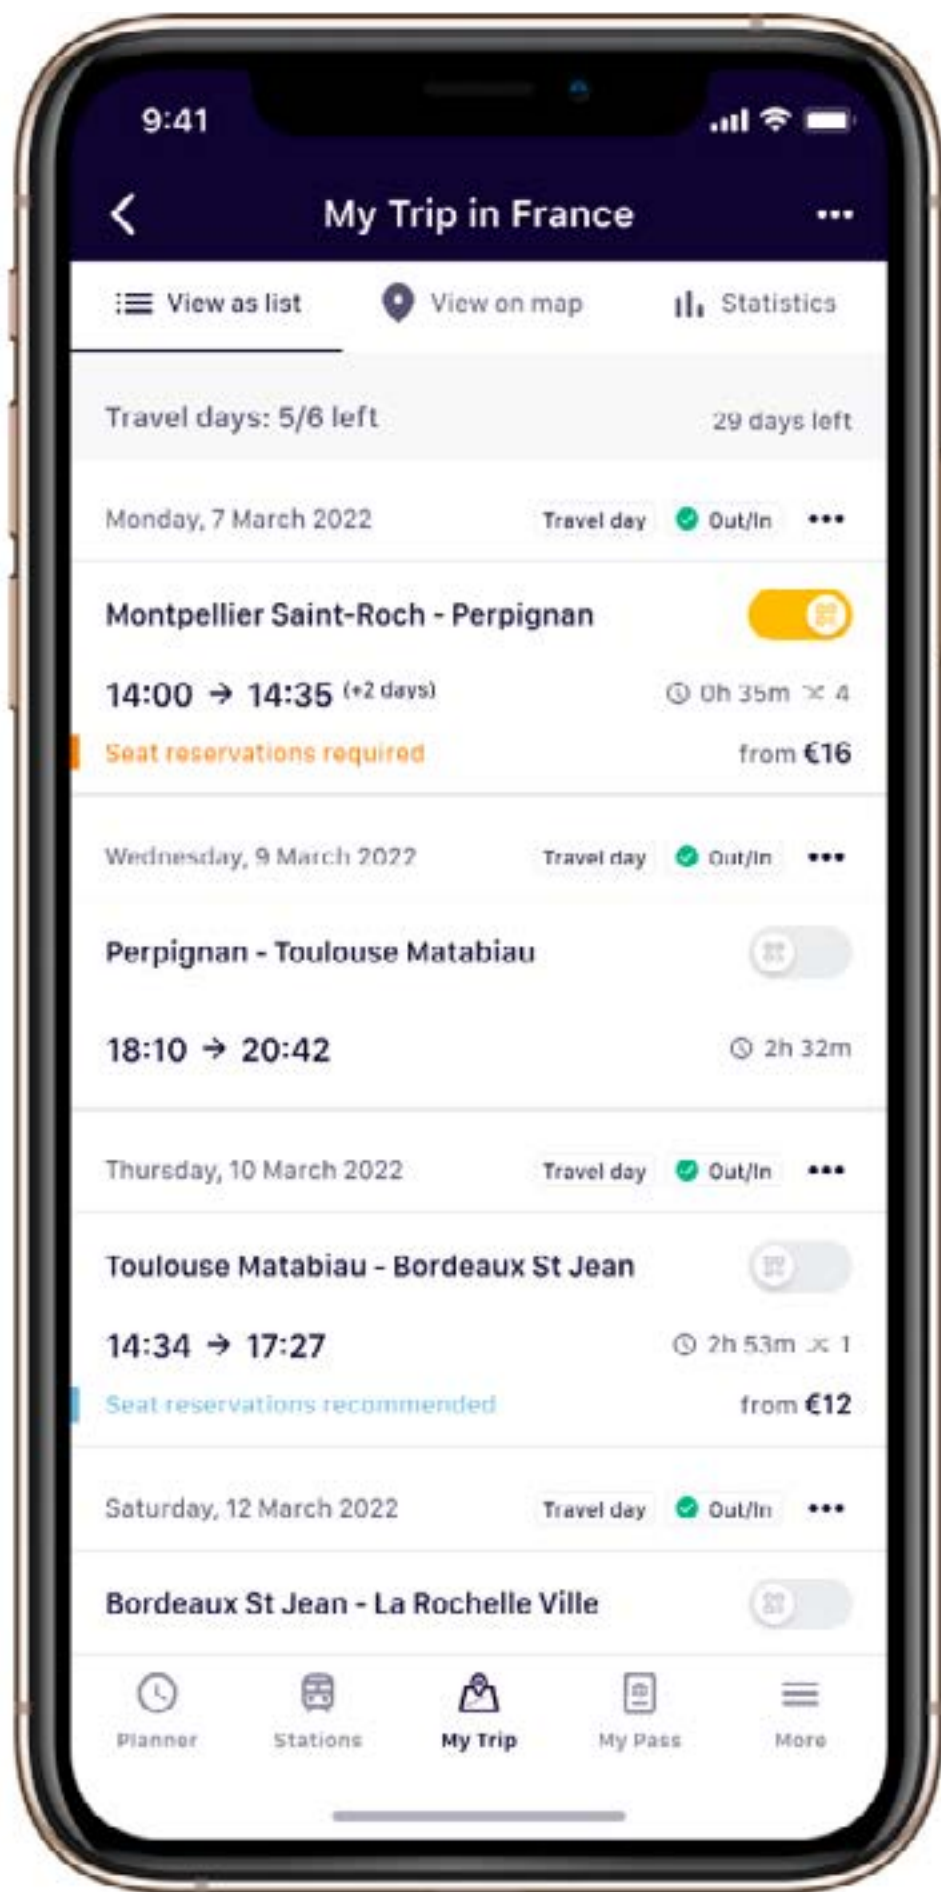 9:41
My Trip in France
View as list View on map Statistics
Travel days: 5/6 left 29 days left
Monday, 7 March 2022 Travel day Out/In
Montpellier Saint-Roch - Perpignan
14:00 → 14:35 (+2 days) 0h 35m 4
Seat reservations required from €16
Wednesday, 9 March 2022 Travel day Out/In
Perpignan - Toulouse Matabiau
18:10 → 20:42 2h 32m
Thursday, 10 March 2022 Travel day Out/In
Toulouse Matabiau - Bordeaux St Jean
14:34 → 17:27 2h 53m 1
Seat reservations recommended from €12
Saturday, 12 March 2022 Travel day Out/In
Bordeaux St Jean - La Rochelle Ville
Planner Stations My Trip My Pass More